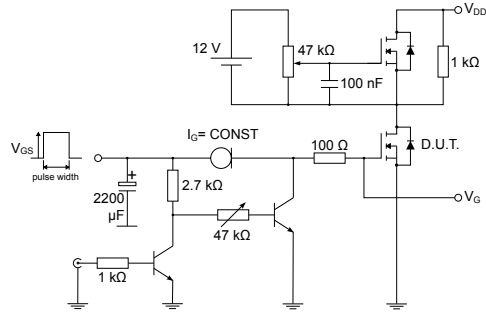 V_DD
12 V
47 kΩ
1 kΩ
100 nF
I_G= CONST
100 Ω
D.U.T.
V_GS
pulse width
+
2.7 kΩ
2200
μF
47 kΩ
V_G
1 kΩ